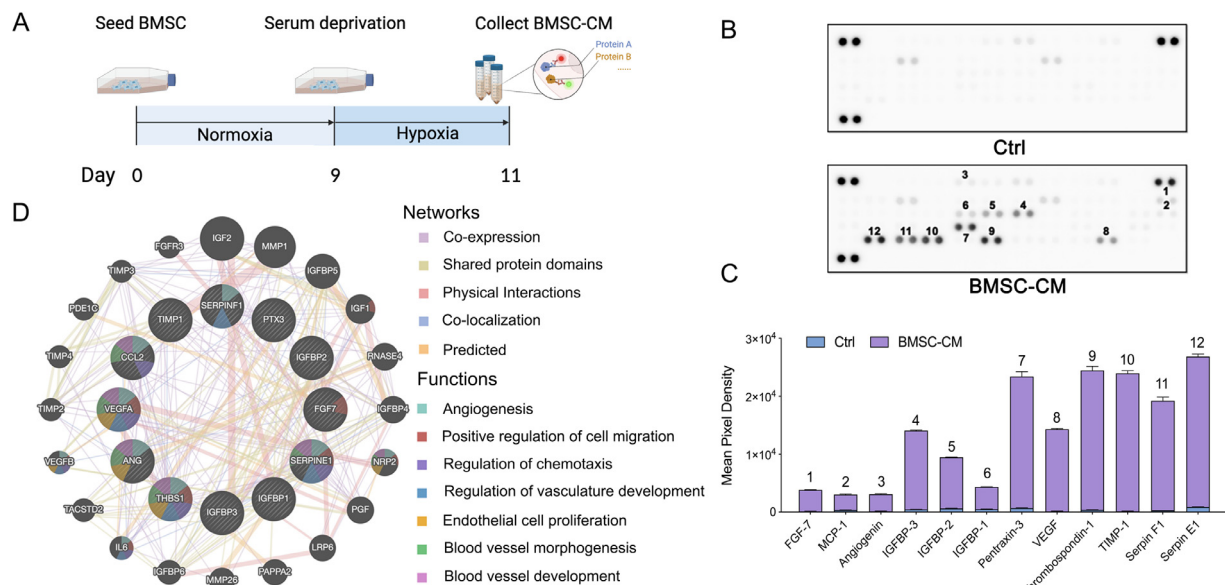 A
Seed BMSC
Serum deprivation
Collect BMSC-CM
Protein A
Protein B
......
Normoxia
Hypoxia
Day
0
9
11
B
Ctrl
3
1
2
6
5
4
12
11
10
7
9
8
BMSC-CM
C
Ctrl
BMSC-CM
Mean Pixel Density
3×10⁴
2×10⁴
1×10⁴
0
1
2
3
4
5
6
7
8
9
10
11
12
FGF-7
MCP-1
Angiogenin
IGFBP-3
IGFBP-2
IGFBP-1
Pentraxin-3
VEGF
Thrombospondin-1
TIMP-1
Serpin F1
Serpin E1
D
FGFR3
IGF2
MMP1
TIMP3
IGFBP5
PDE1C
TIMP1
SERPINF1
PTX3
IGF1
TIMP4
CCL2
IGFBP2
RNASE4
TIMP2
VEGFA
FGF7
IGFBP4
VEGFB
ANG
SERPINE1
NRP2
TACSTD2
THBS1
IGFBP3
IGFBP1
PGF
IL6
LRP6
IGFBP6
MMP26
PAPPA2
Networks
Co-expression
Shared protein domains
Physical Interactions
Co-localization
Predicted
Functions
Angiogenesis
Positive regulation of cell migration
Regulation of chemotaxis
Regulation of vasculature development
Endothelial cell proliferation
Blood vessel morphogenesis
Blood vessel development